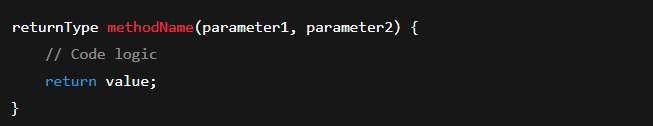 returnType methodName(parameter1, parameter2) {
    // Code logic
    return value;
}